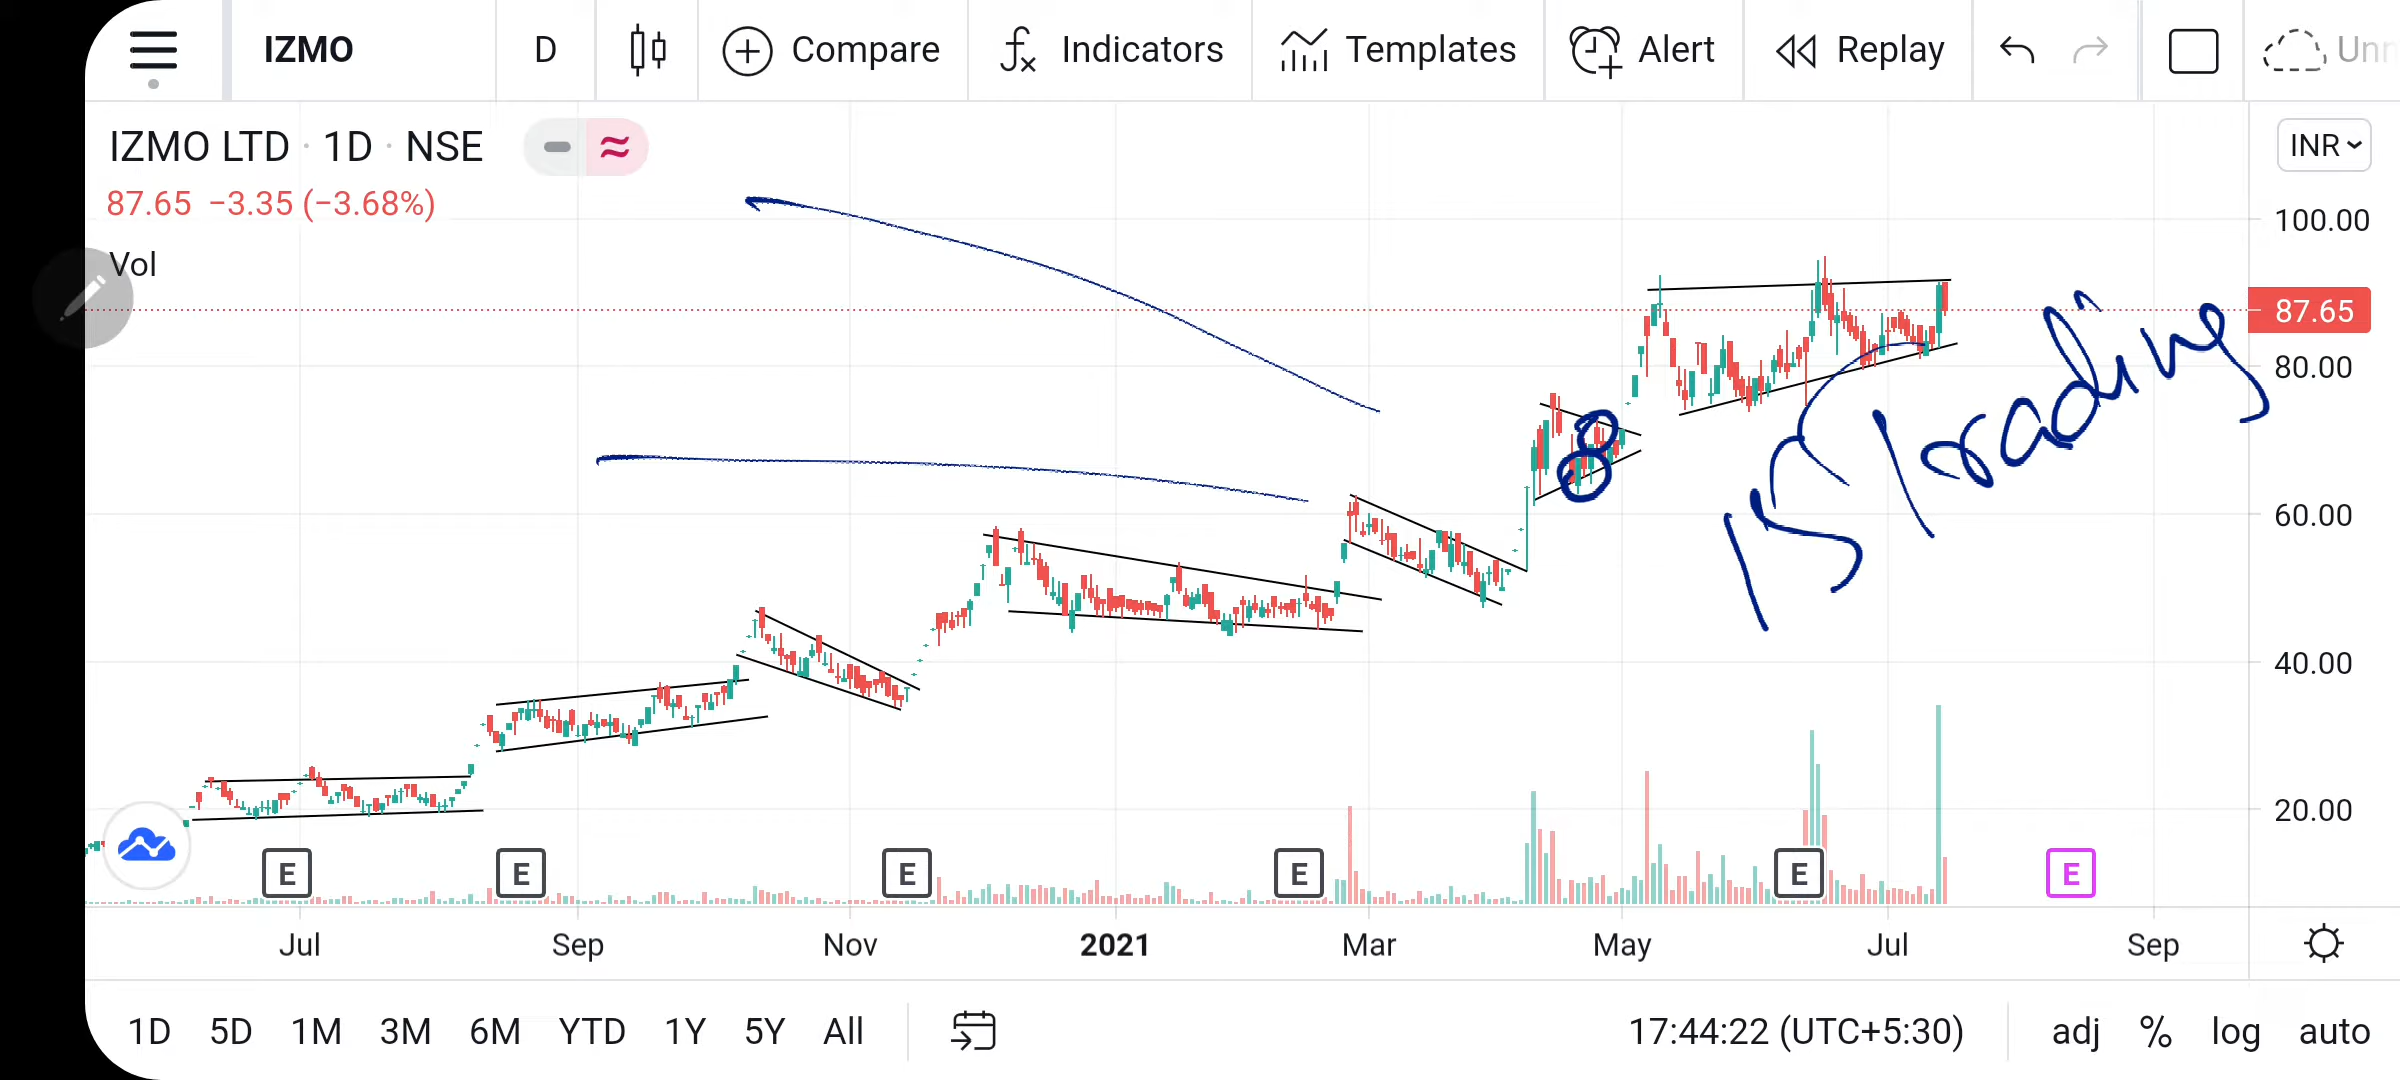 IZMO D Compare Indicators Templates Alert Replay Unn
IZMO LTD · 1D · NSE
INR
87.65 −3.35 (−3.68%)
Vol
100.00
87.65
80.00
60.00
40.00
20.00
Trading
E E E E E E
Jul Sep Nov 2021 Mar May Jul Sep
1D 5D 1M 3M 6M YTD 1Y 5Y All 17:44:22 (UTC+5:30) adj % log auto